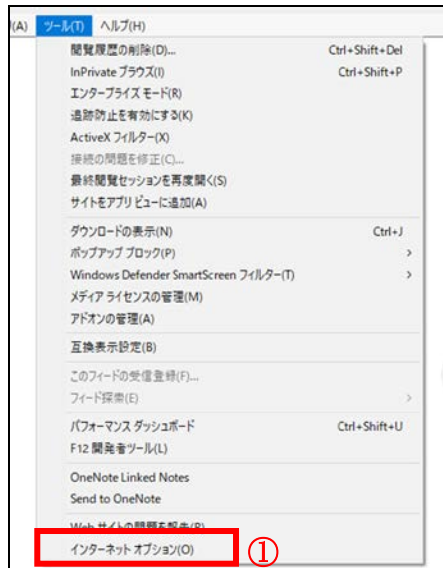 (A) ツール(T) ヘルプ(H)
閲覧履歴の削除(D)... Ctrl+Shift+Del
InPrivate ブラウズ(I) Ctrl+Shift+P
エンタープライズ モード(R)
追跡防止を有効にする(K)
ActiveX フィルター(X)
接続の問題を修正(C)...
最終閲覧セッションを再度開く(S)
サイトをアプリ ビューに追加(A)
ダウンロードの表示(N) Ctrl+J
ポップアップ ブロック(P)
Windows Defender SmartScreen フィルター(T)
メディア ライセンスの管理(M)
アドオンの管理(A)
互換表示設定(B)
このフィードの受信登録(F)...
フィード探索(E)
パフォーマンス ダッシュボード Ctrl+Shift+U
F12 開発者ツール(L)
OneNote Linked Notes
Send to OneNote
Web サイトの問題を報告(R)
インターネット オプション(O) ①